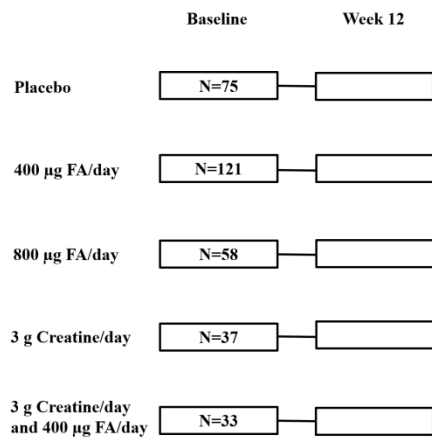 Baseline Week 12
Placebo N=75
400 µg FA/day N=121
800 µg FA/day N=58
3 g Creatine/day N=37
3 g Creatine/day
and 400 µg FA/day N=33